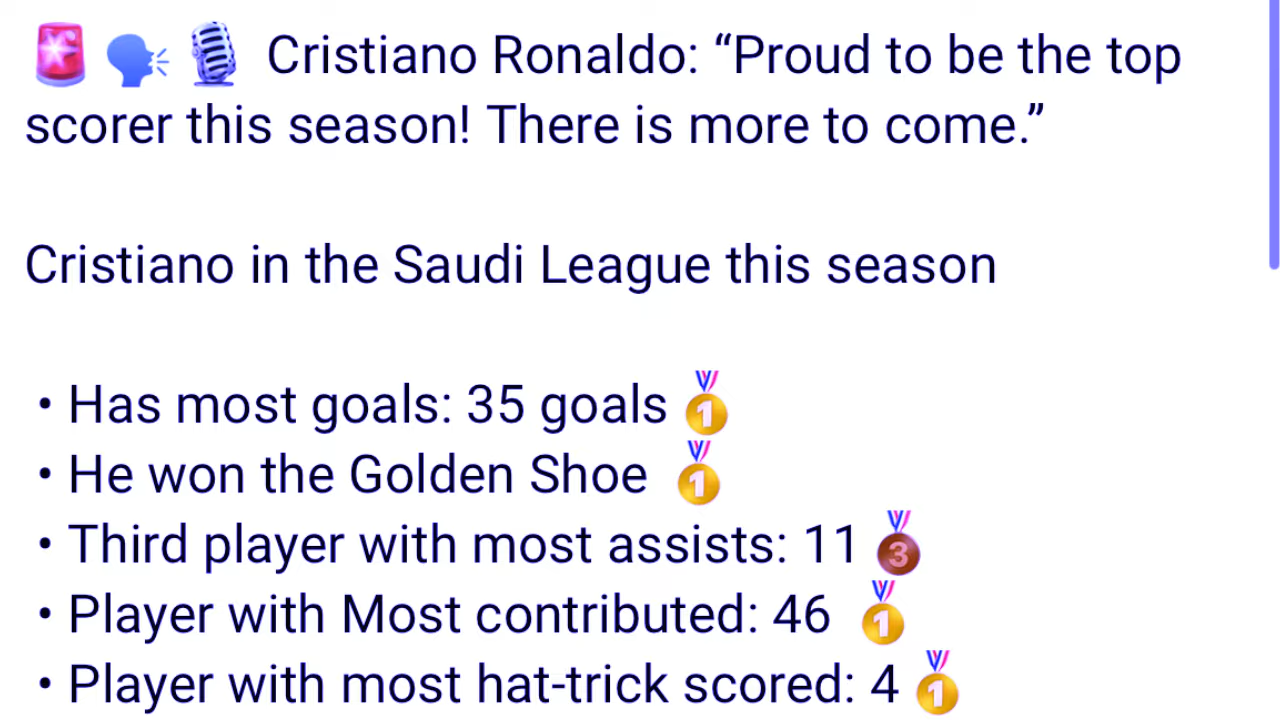 🚨 🗣️ 🎙️ Cristiano Ronaldo: “Proud to be the top
scorer this season! There is more to come.”
Cristiano in the Saudi League this season
• Has most goals: 35 goals 🥇
• He won the Golden Shoe 🥇
• Third player with most assists: 11 🥉
• Player with Most contributed: 46 🥇
• Player with most hat-trick scored: 4 🥇